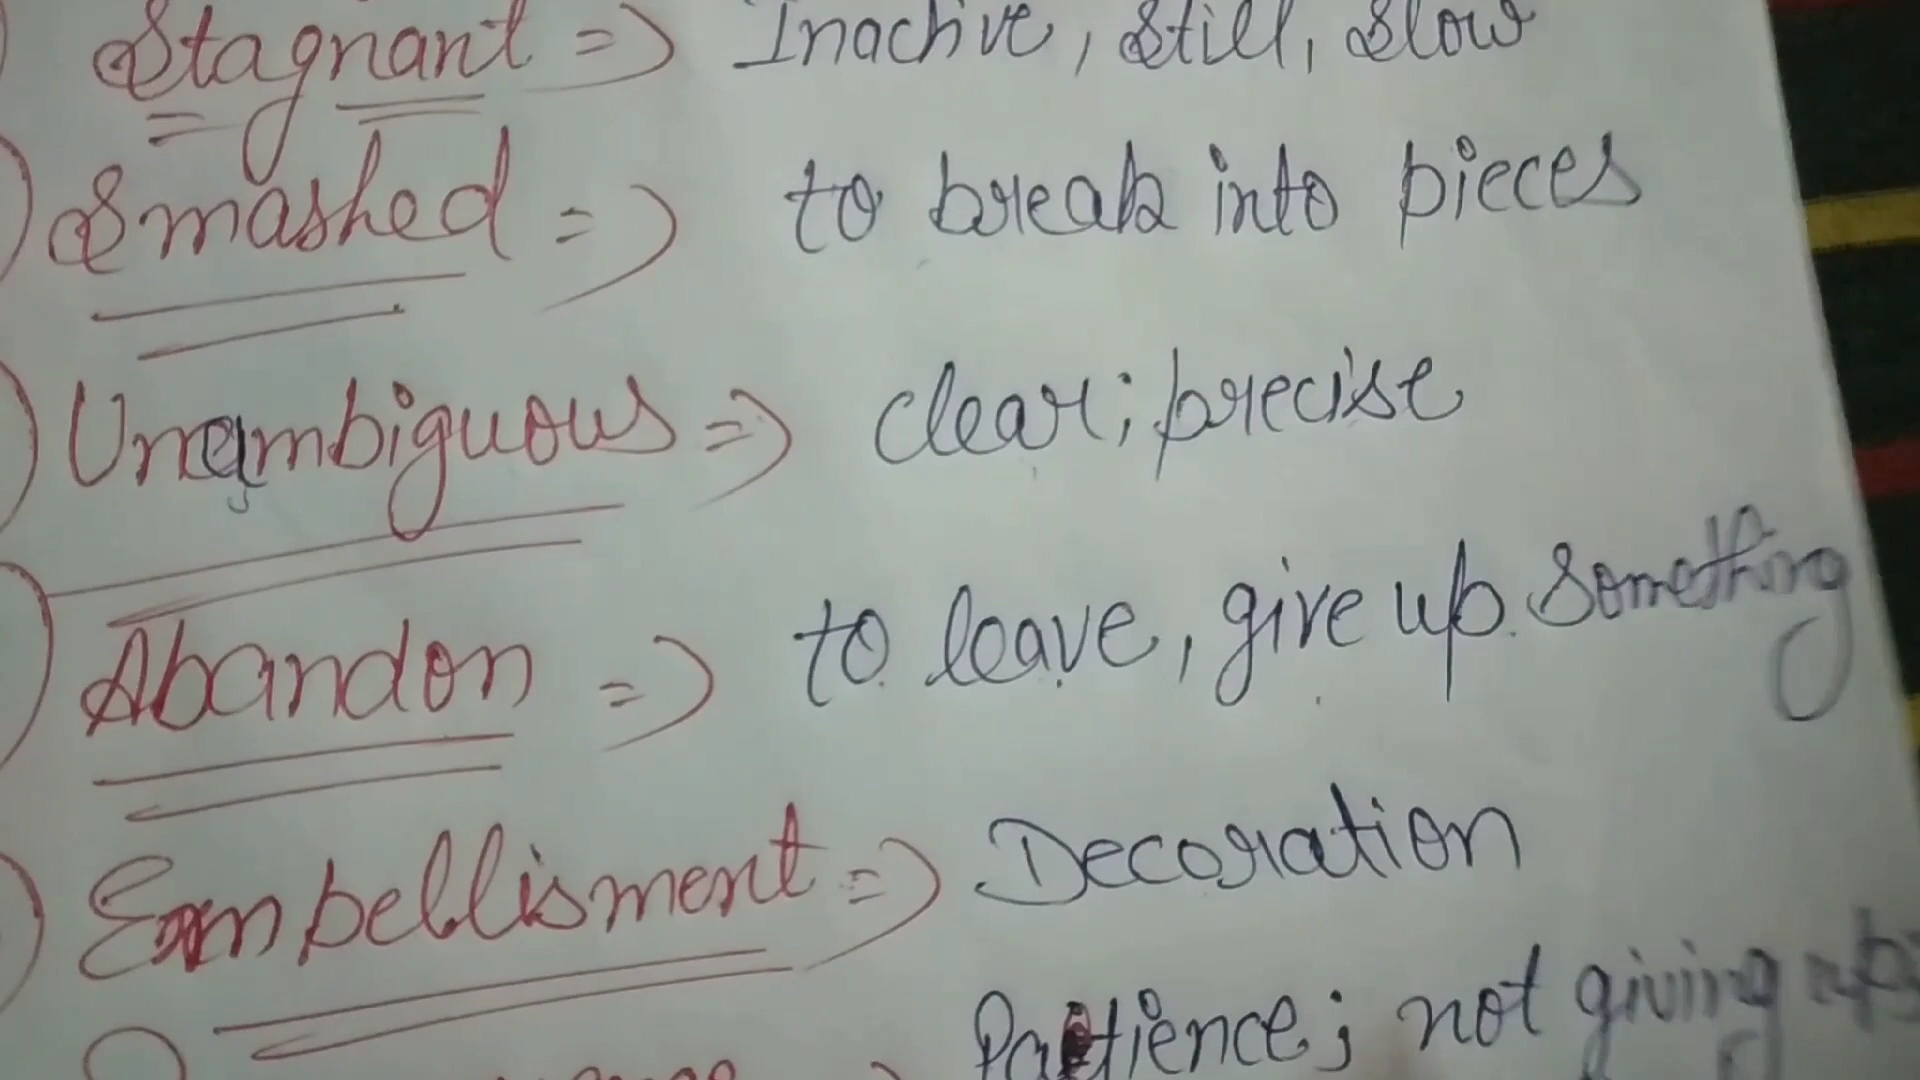 Stagnant => Inactive, Still, Slow
Smashed => to break into pieces
Unambiguous => clear; precise
Abandon => to leave, give up something
Embellisment => Decoration
Patience; not giving up